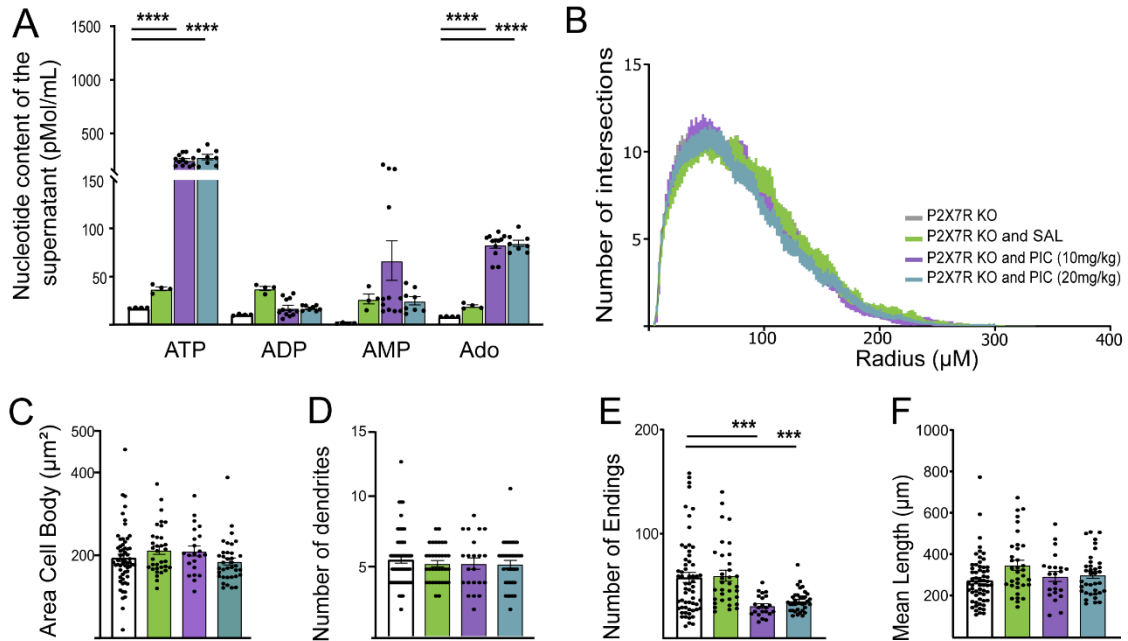 A
**** ****
**** ****
Nucleotide content of the
supernatant (pMol/mL)
1500
1000
500
150
100
50
ATP ADP AMP Ado
B
Number of intersections
15
10
5
P2X7R KO
P2X7R KO and SAL
P2X7R KO and PIC (10mg/kg)
P2X7R KO and PIC (20mg/kg)
100 200 300 400
Radius (µM)
C
Area Cell Body (µm²)
500
400
200
D
Number of dendrites
15
10
5
E
Number of Endings
200
100
50
***
***
F
Mean Length (µm)
1000
800
600
400
200